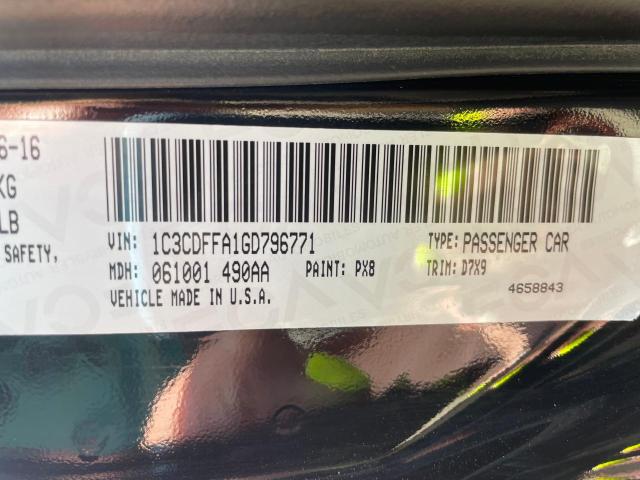 6-16
KG
LB
SAFETY,
VIN: 1C3CDFFA1GD796771 TYPE: PASSENGER CAR
MDH: 061001 490AA PAINT: PX8 TRIM: D7X9
VEHICLE MADE IN U.S.A. 4658843